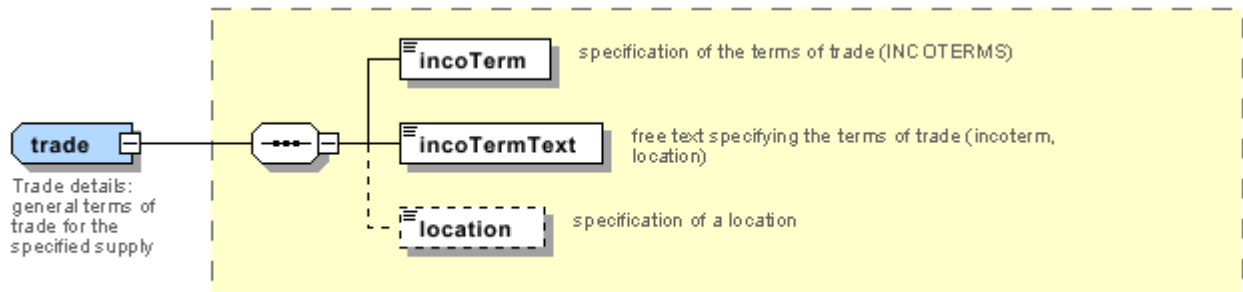 incoTerm
specification of the terms of trade (INCOTERMS)
trade
incoTermText
free text specifying the terms of trade (incoterm,
location)
Trade details:
general terms of
trade for the
specified supply
location
specification of a location